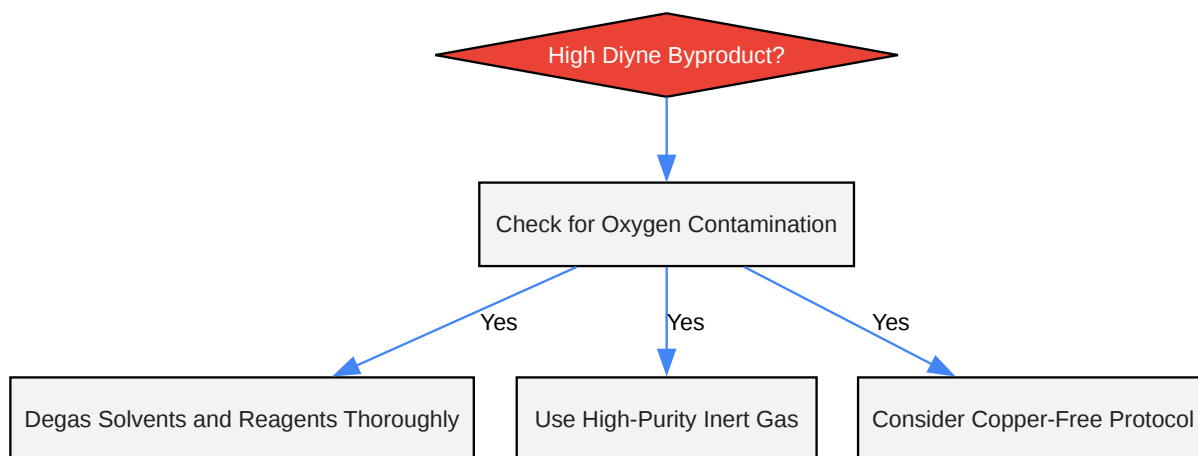 High Diyne Byproduct?
Check for Oxygen Contamination
Yes
Yes
Yes
Degas Solvents and Reagents Thoroughly
Use High-Purity Inert Gas
Consider Copper-Free Protocol